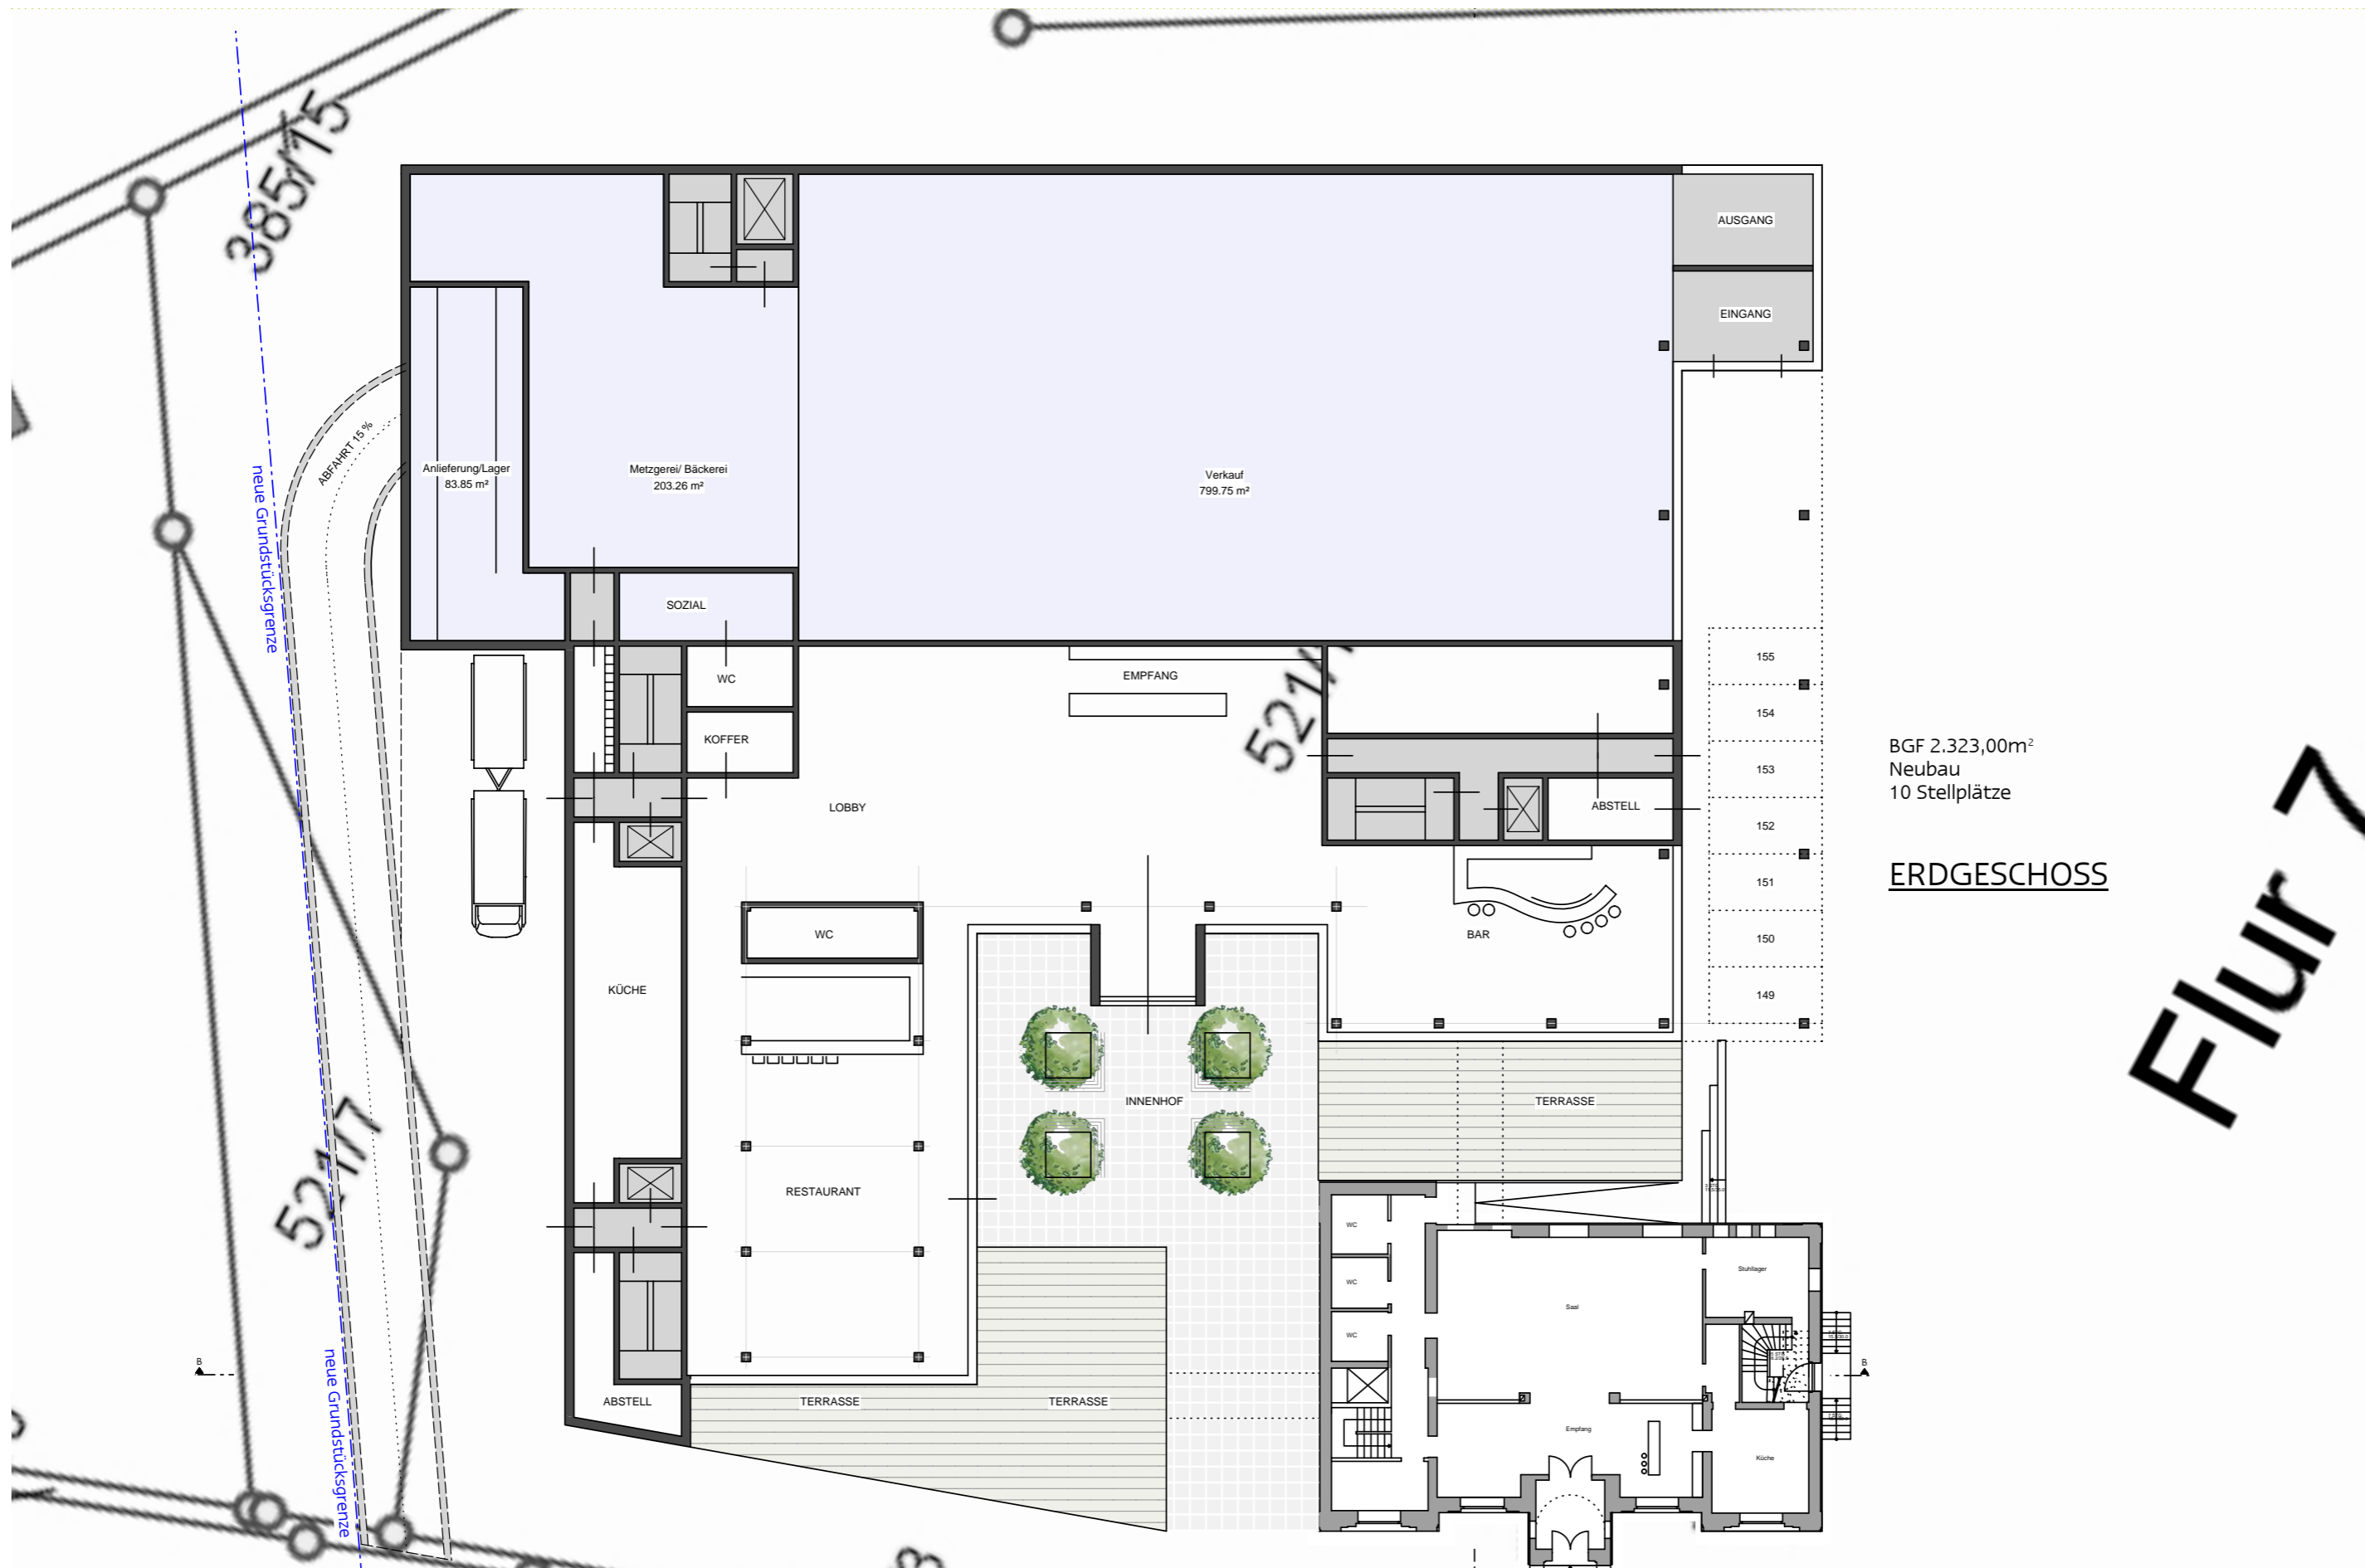 385/15
AUSGANG
EINGANG
ABFAHRT 15 %
neue Grundstücksgrenze
Anlieferung/Lager
83.85 m²
Metzgerei/ Bäckerei
203.26 m²
Verkauf
799.75 m²
SOZIAL
WC
KOFFER
EMPFANG
LOBBY
ABSTELL
155
154
153
152
151
150
149
BGF 2.323,00m²
Neubau
10 Stellplätze
ERDGESCHOSS
Flur 7
WC
BAR
KÜCHE
INNENHOF
TERRASSE
521/7
RESTAURANT
WC
WC
WC
Saal
Stuhllager
neue Grundstücksgrenze
B
B
ABSTELL
TERRASSE
TERRASSE
Empfang
Küche